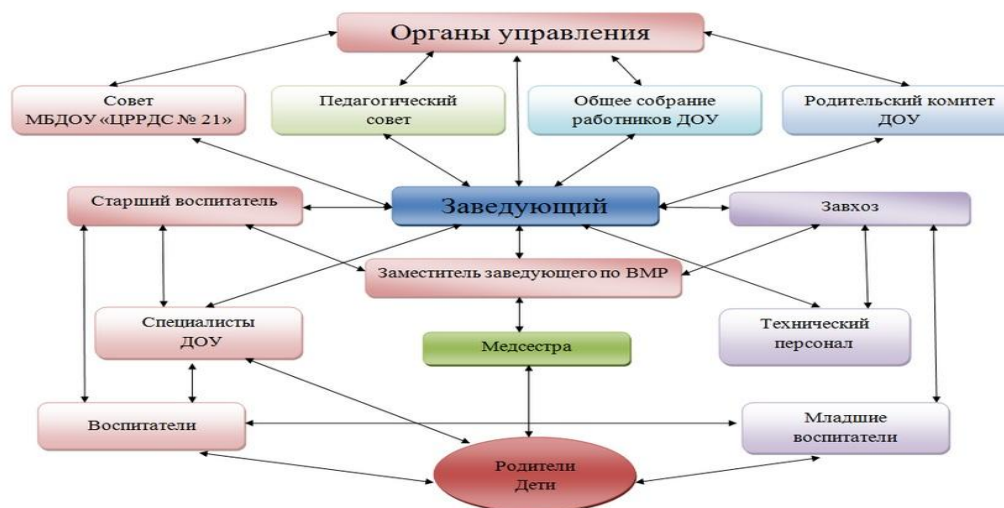 Органы управления
Совет
МБДОУ «ЦРРДС № 21»
Педагогический
совет
Общее собрание
работников ДОУ
Родительский комитет
ДОУ
Старший воспитатель
Заведующий
Завхоз
Заместитель заведующего по ВМР
Специалисты
ДОУ
Медсестра
Технический
персонал
Воспитатели
Младшие
воспитатели
Родители
Дети